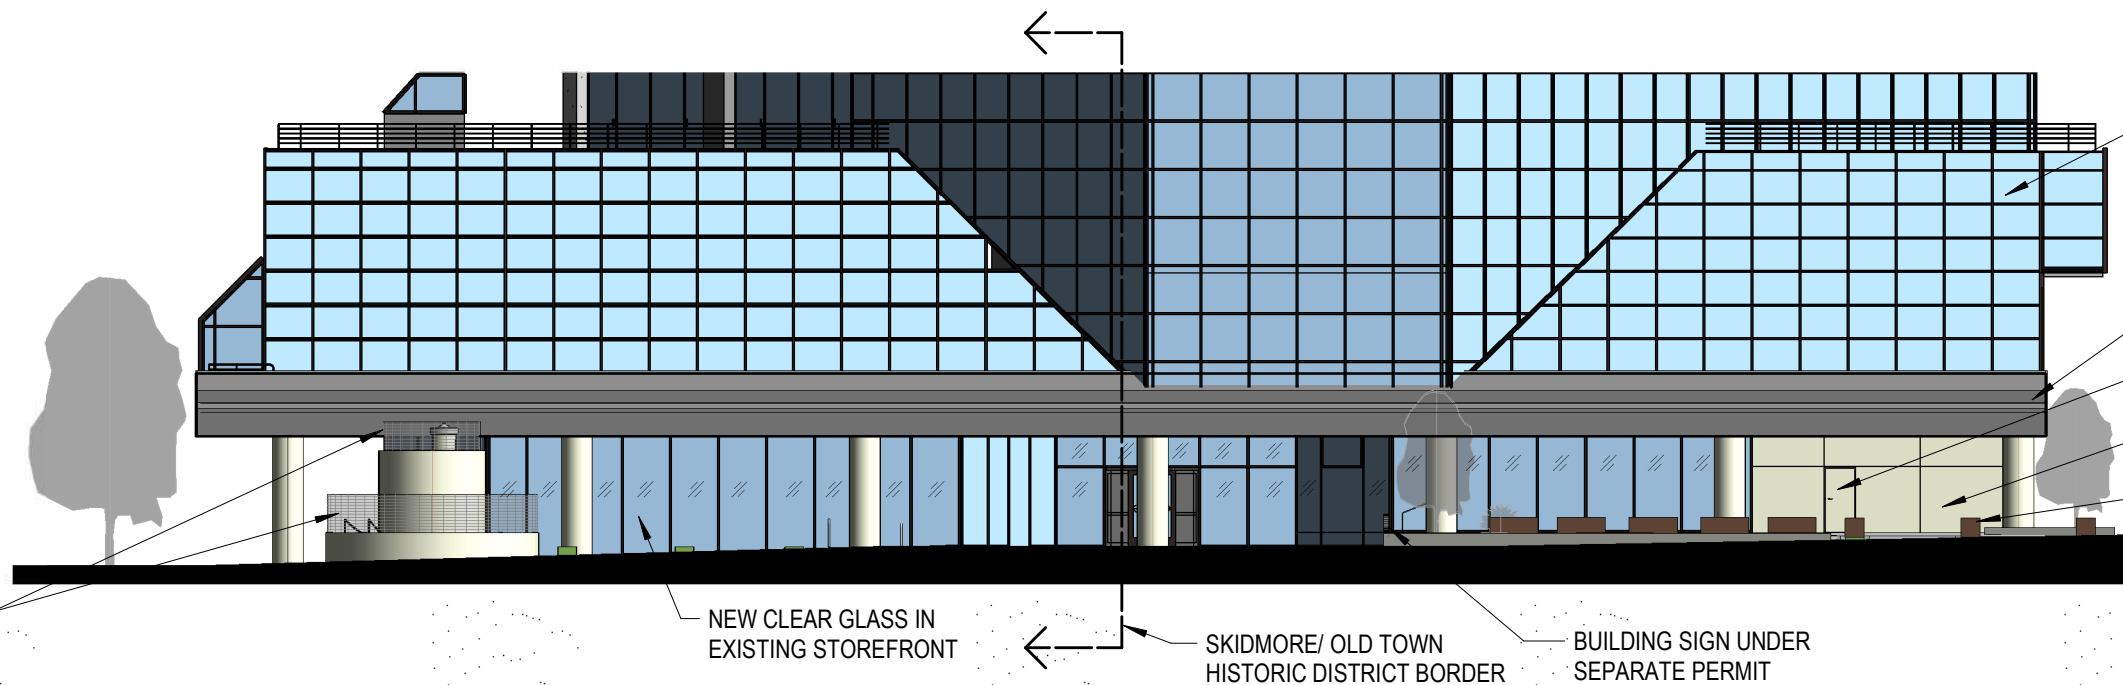 NEW CLEAR GLASS IN
EXISTING STOREFRONT
SKIDMORE/ OLD TOWN
HISTORIC DISTRICT BORDER
BUILDING SIGN UNDER
SEPARATE PERMIT